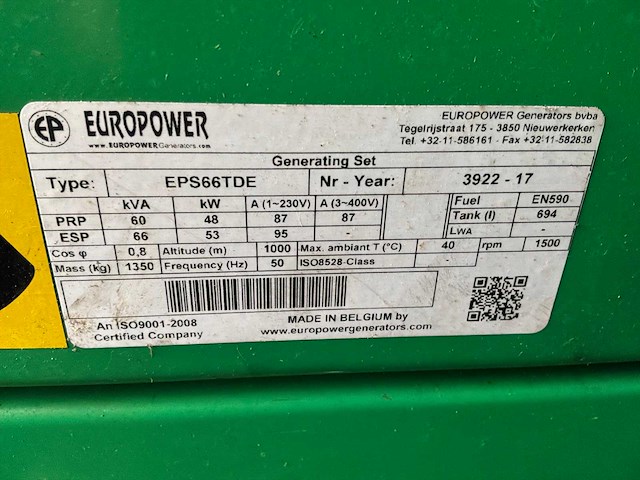 EP EUROPOWER
www.EUROPOWERGenerators.com
EUROPOWER Generators bvba
Tegelrijstraat 175 - 3850 Nieuwerkerken
Tel. +32-11-586161 - Fax +32-11-582838
Generating Set
Type: EPS66TDE Nr - Year: 3922 - 17
kVA kW A (1~230V) A (3~400V) Fuel EN590
PRP 60 48 87 87 Tank (l) 694
ESP 66 53 95 - LWA -
Cos φ 0,8 Altitude (m) 1000 Max. ambiant T (°C) 40 rpm 1500
Mass (kg) 1350 Frequency (Hz) 50 ISO8528-Class -
An ISO9001-2008
Certified Company
MADE IN BELGIUM by
www.europowergenerators.com